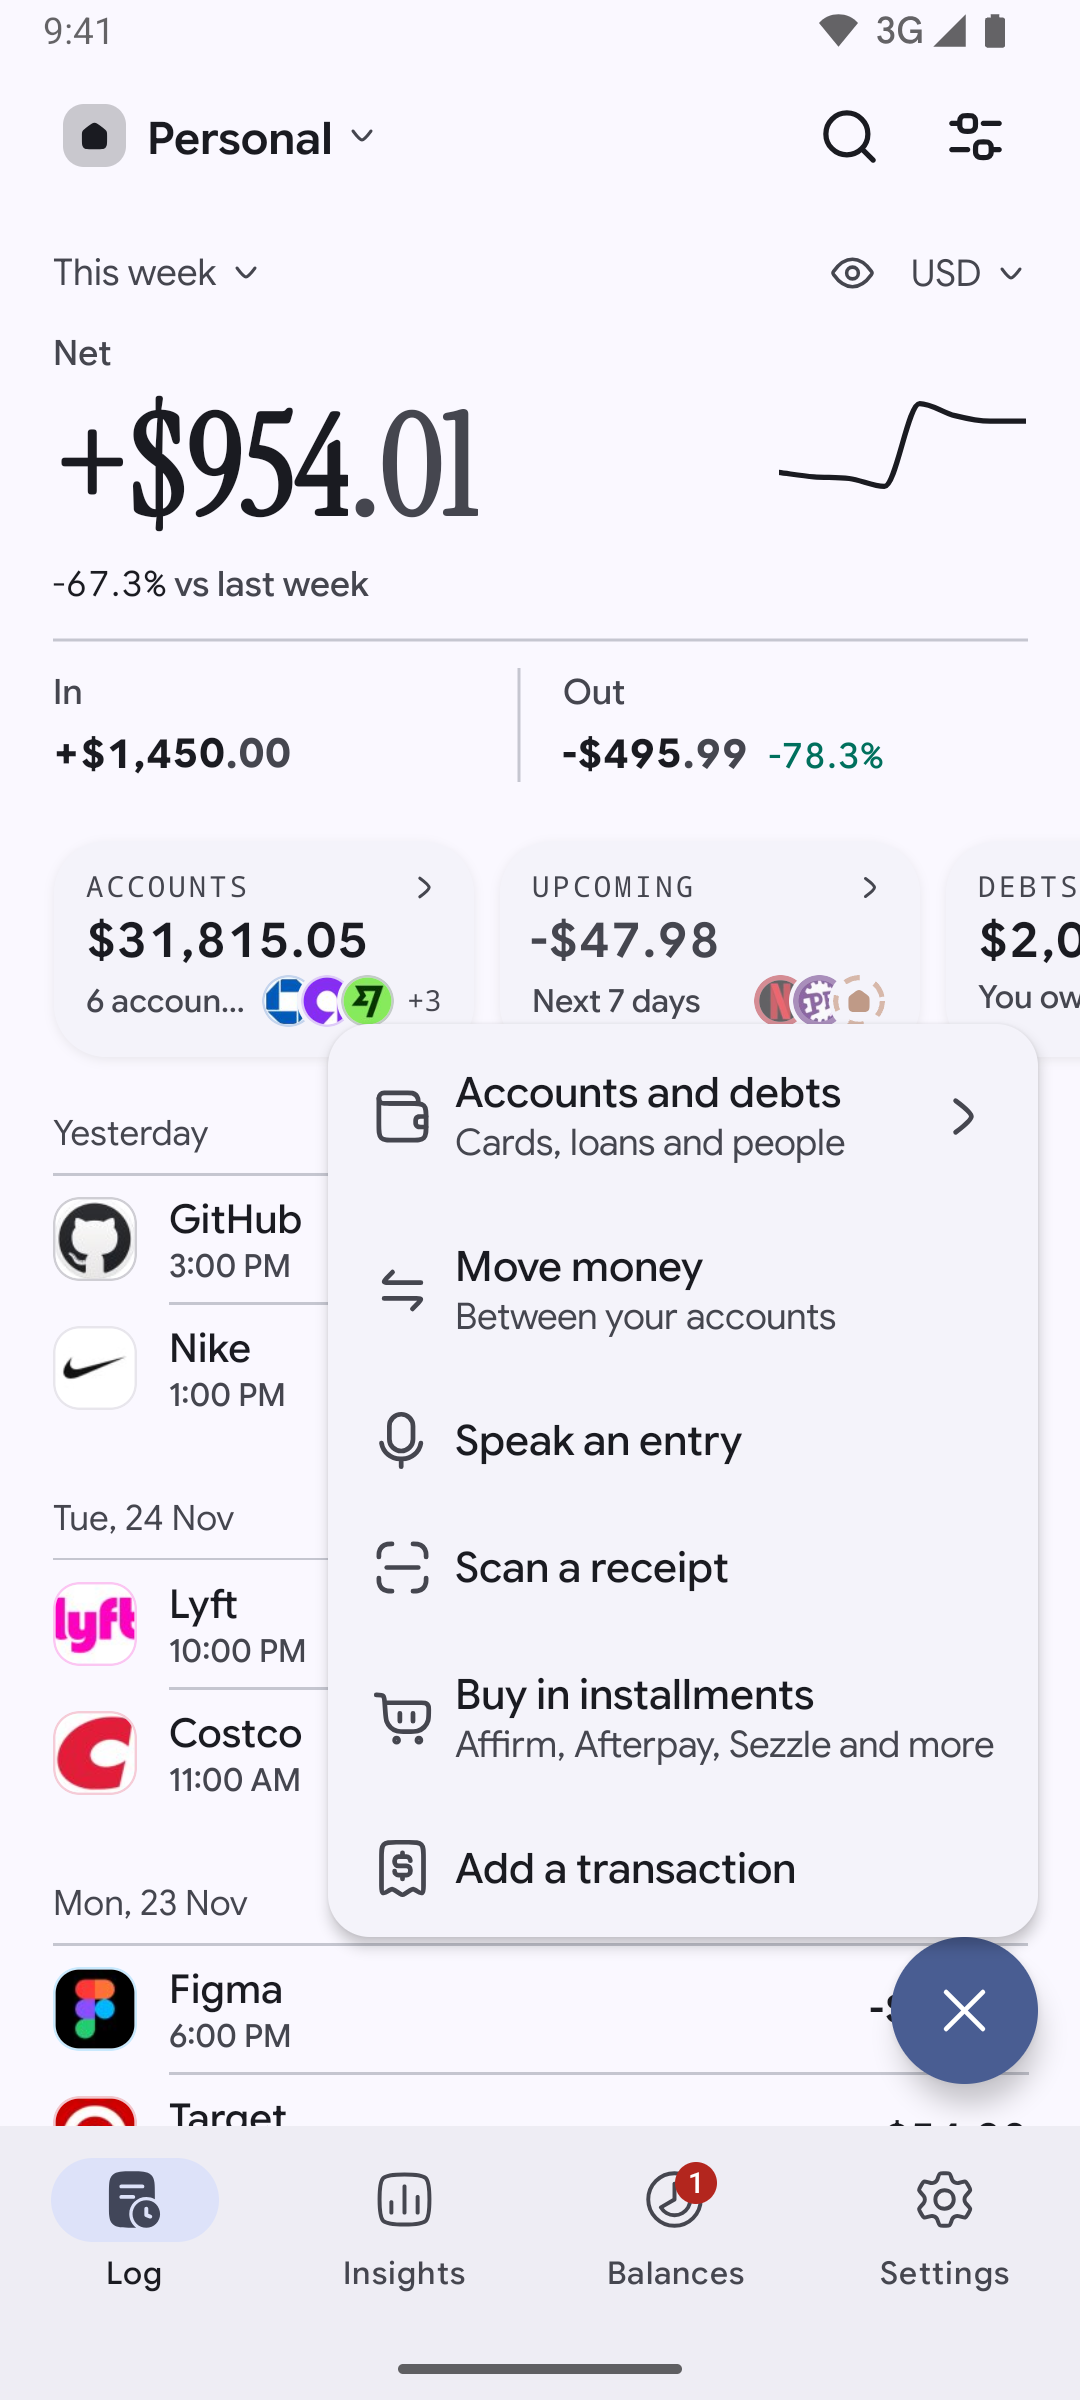 9:41
3G
Personal
This week
USD
Net
+$954.01
-67.3% vs last week
In
Out
+$1,450.00
-$495.99 -78.3%
ACCOUNTS
$31,815.05
6 accoun... +3
UPCOMING
-$47.98
Next 7 days
DEBTS
$2,0
You ow
Accounts and debts
Cards, loans and people
Move money
Between your accounts
Speak an entry
Scan a receipt
Buy in installments
Affirm, Afterpay, Sezzle and more
Add a transaction
Yesterday
GitHub
3:00 PM
Nike
1:00 PM
Tue, 24 Nov
lyft
Lyft
10:00 PM
Costco
11:00 AM
Mon, 23 Nov
Figma
6:00 PM
Target
Log
Insights
1
Balances
Settings